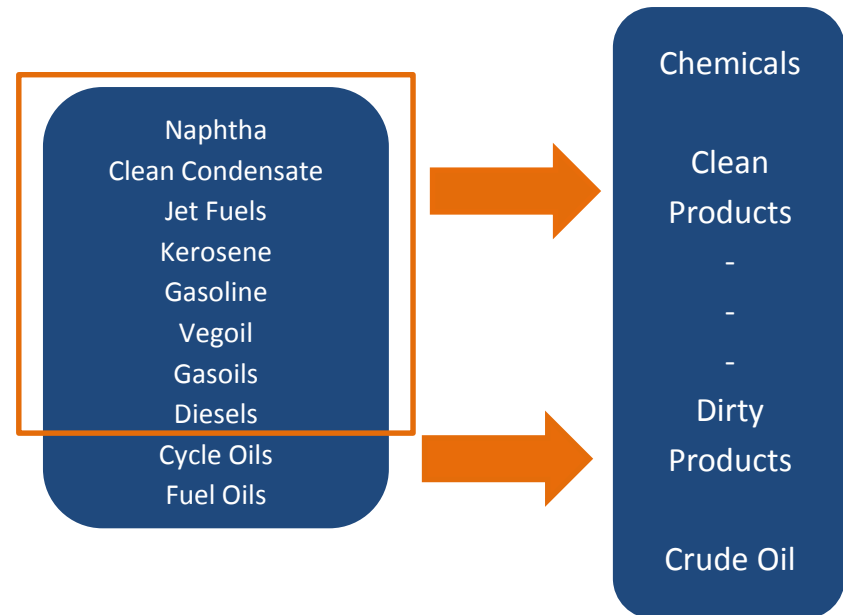 Naphtha
Clean Condensate
Jet Fuels
Kerosene
Gasoline
Vegoil
Gasoils
Diesels
Cycle Oils
Fuel Oils
Chemicals
Clean
Products
-
-
-
Dirty
Products
Crude Oil